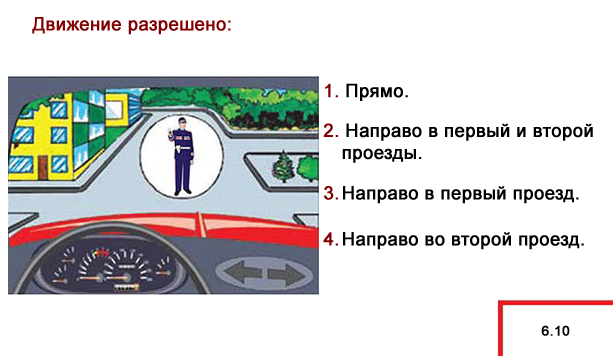 Движение разрешено:
1. Прямо.
2. Направо в первый и второй
проезды.
3. Направо в первый проезд.
4. Направо во второй проезд.
6.10